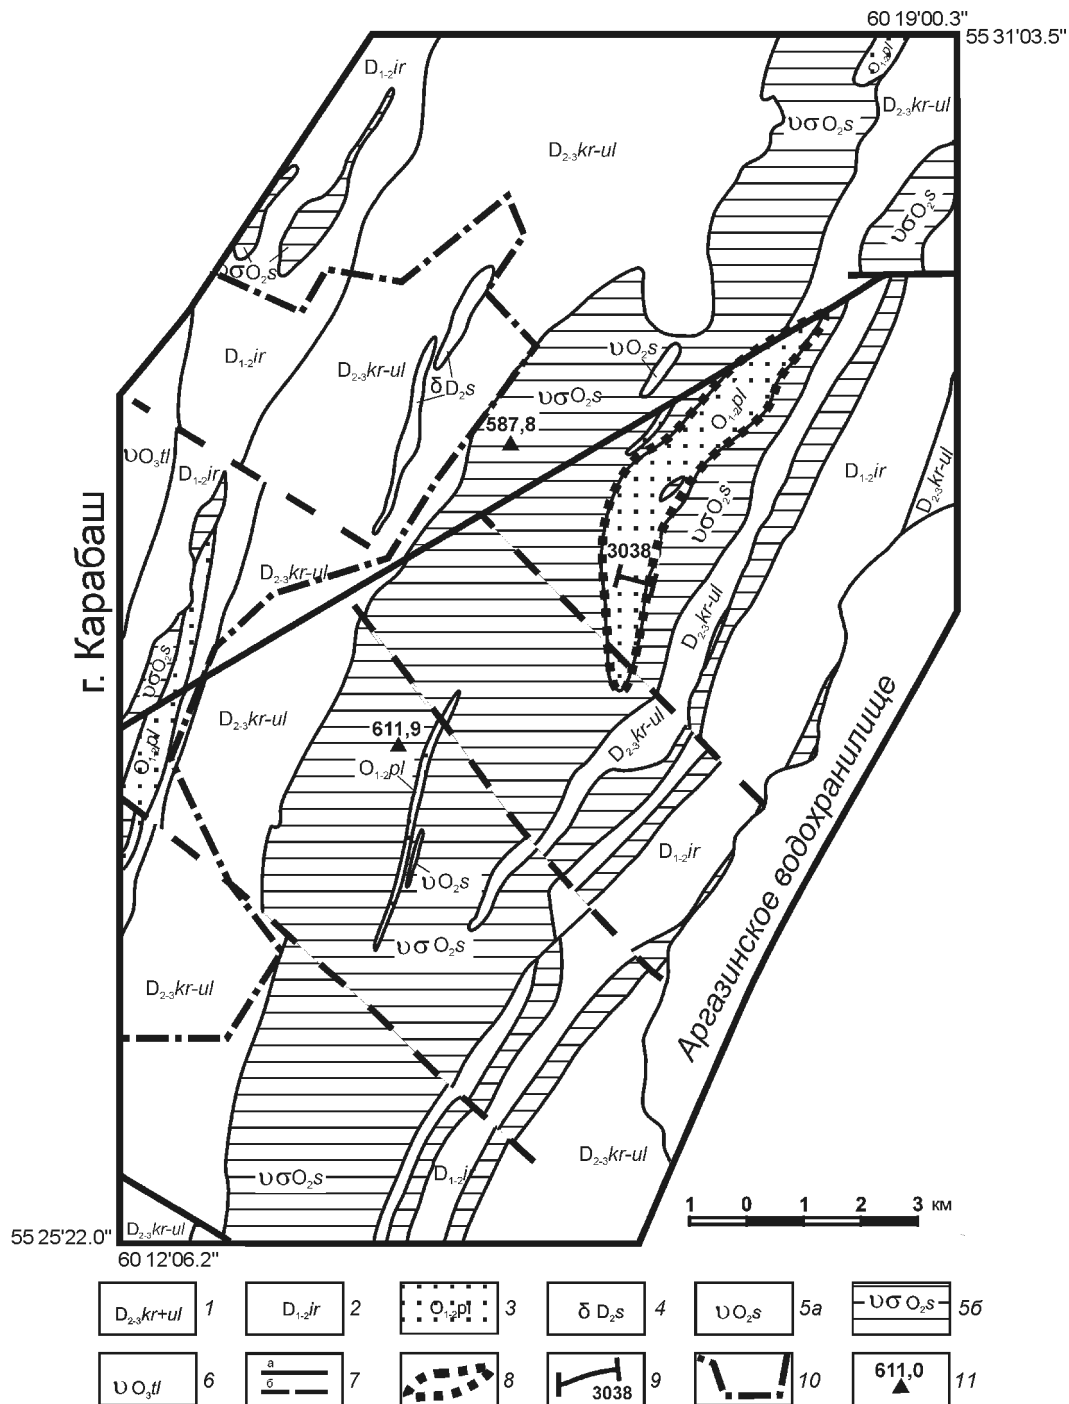 60 19'00.3"
55 31'03.5"
D₁₋₂ir
O₁₋₂pl
D₂₋₃kr-ul
υσO₂s
D₂₋₃kr-ul
υσO₂s
υσO₂s
D₁₋₂ir
D₂₋₃kr-ul
δD₂s
υO₂s
υσO₂s
587,8
O₁₋₂pl
υO₃tl
D₁₋₂ir
D₁₋₂ir
D₂₋₃kr-ul
υσO₂s
3038
D₂₋₃kr-ul
D₂₋₃kr-ul
г. Карабаш
υσO₂s
O₁₋₂pl
D₂₋₃kr-ul
611,9
O₁₋₂pl
D₂₋₃kr-ul
υO₂s
D₁₋₂ir
υσO₂s
D₂₋₃kr-ul
Аргазинское водохранилище
υσO₂s
D₁₋₂ir
D₂₋₃kr-ul
D₂₋₃kr-ul
1 0 1 2 3 км
55 25'22.0"
60 12'06.2"
D₂₋₃kr+ul 1
D₁₋₂ir 2
O₁₋₂pl 3
δ D₂s 4
υO₂s 5а
υσO₂s 5б
υO₃tl 6
а
б
7
8
3038 9
10
611,0 11